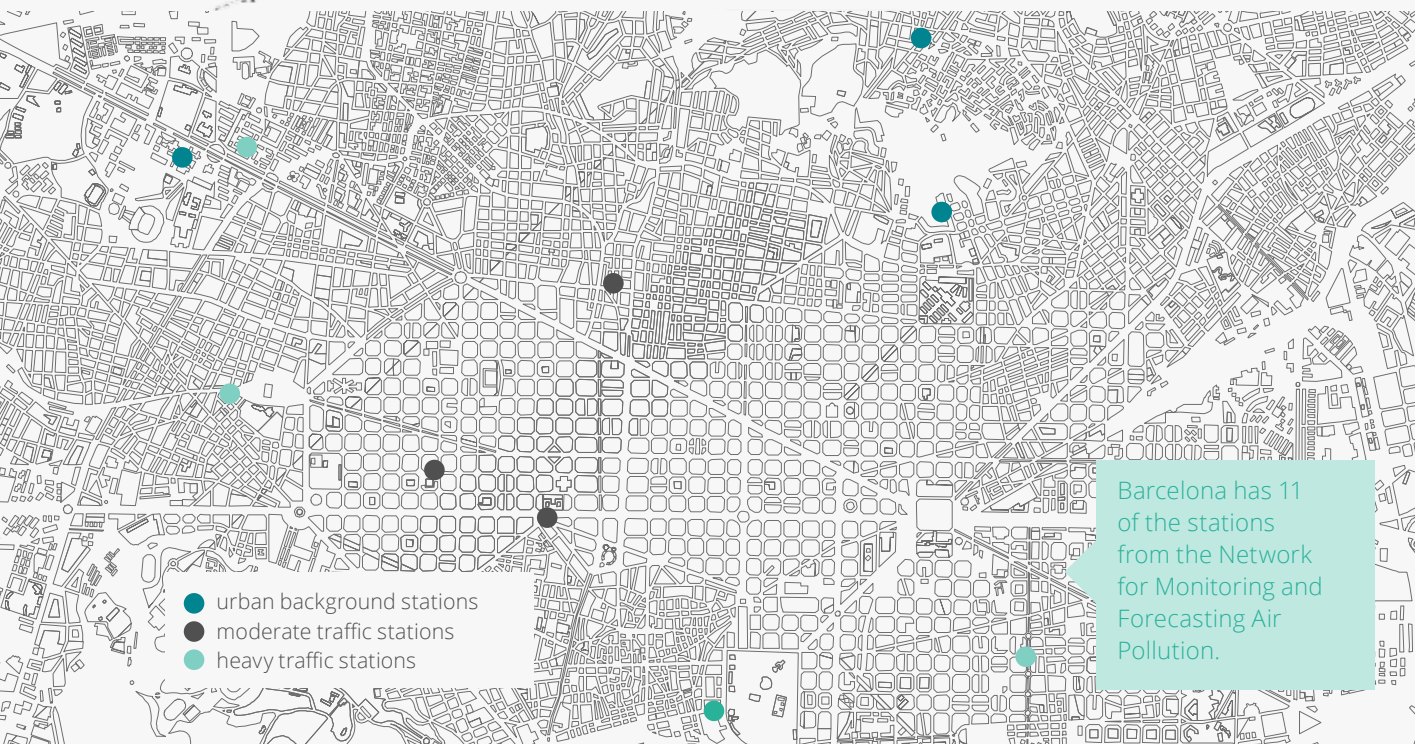 urban background stations
moderate traffic stations
heavy traffic stations
Barcelona has 11
of the stations
from the Network
for Monitoring and
Forecasting Air
Pollution.